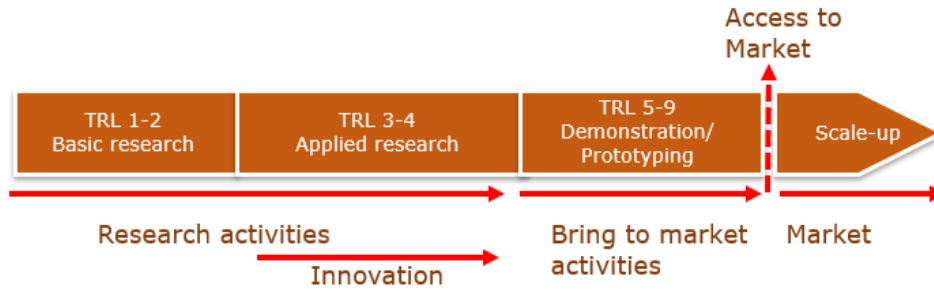 Access to
Market
TRL 1-2
Basic research
TRL 3-4
Applied research
TRL 5-9
Demonstration/
Prototyping
Scale-up
Research activities
Innovation
Bring to market
activities
Market